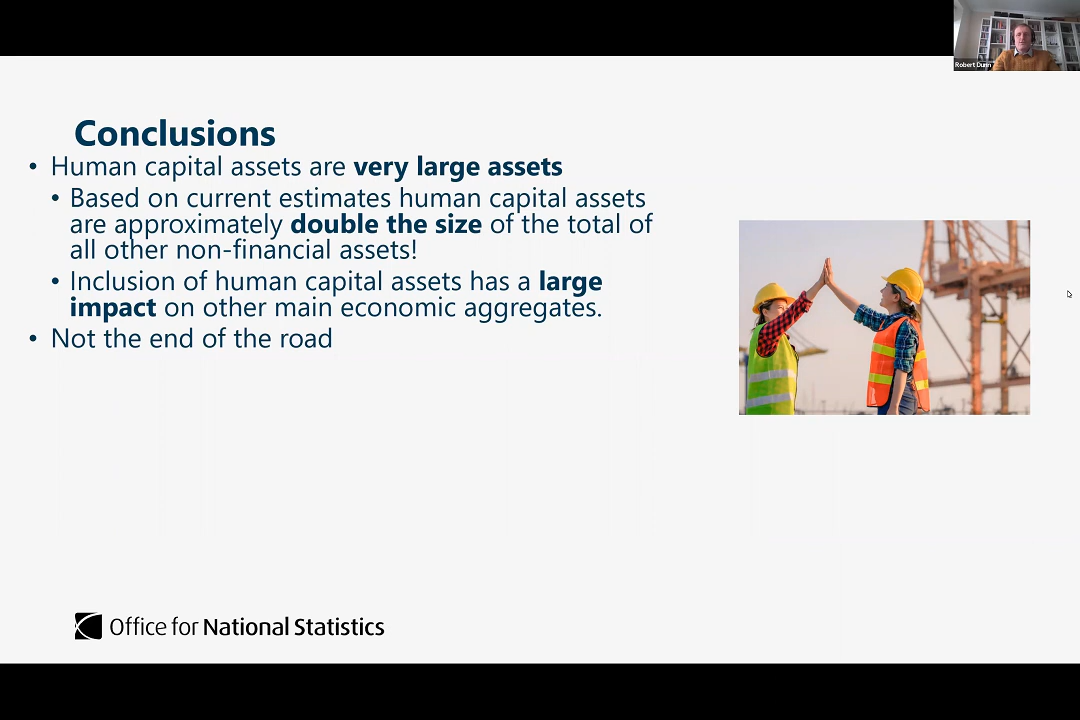 Robert Dunn
Conclusions
• Human capital assets are very large assets
• Based on current estimates human capital assets
are approximately double the size of the total of
all other non-financial assets!
• Inclusion of human capital assets has a large
impact on other main economic aggregates.
• Not the end of the road
Office for National Statistics